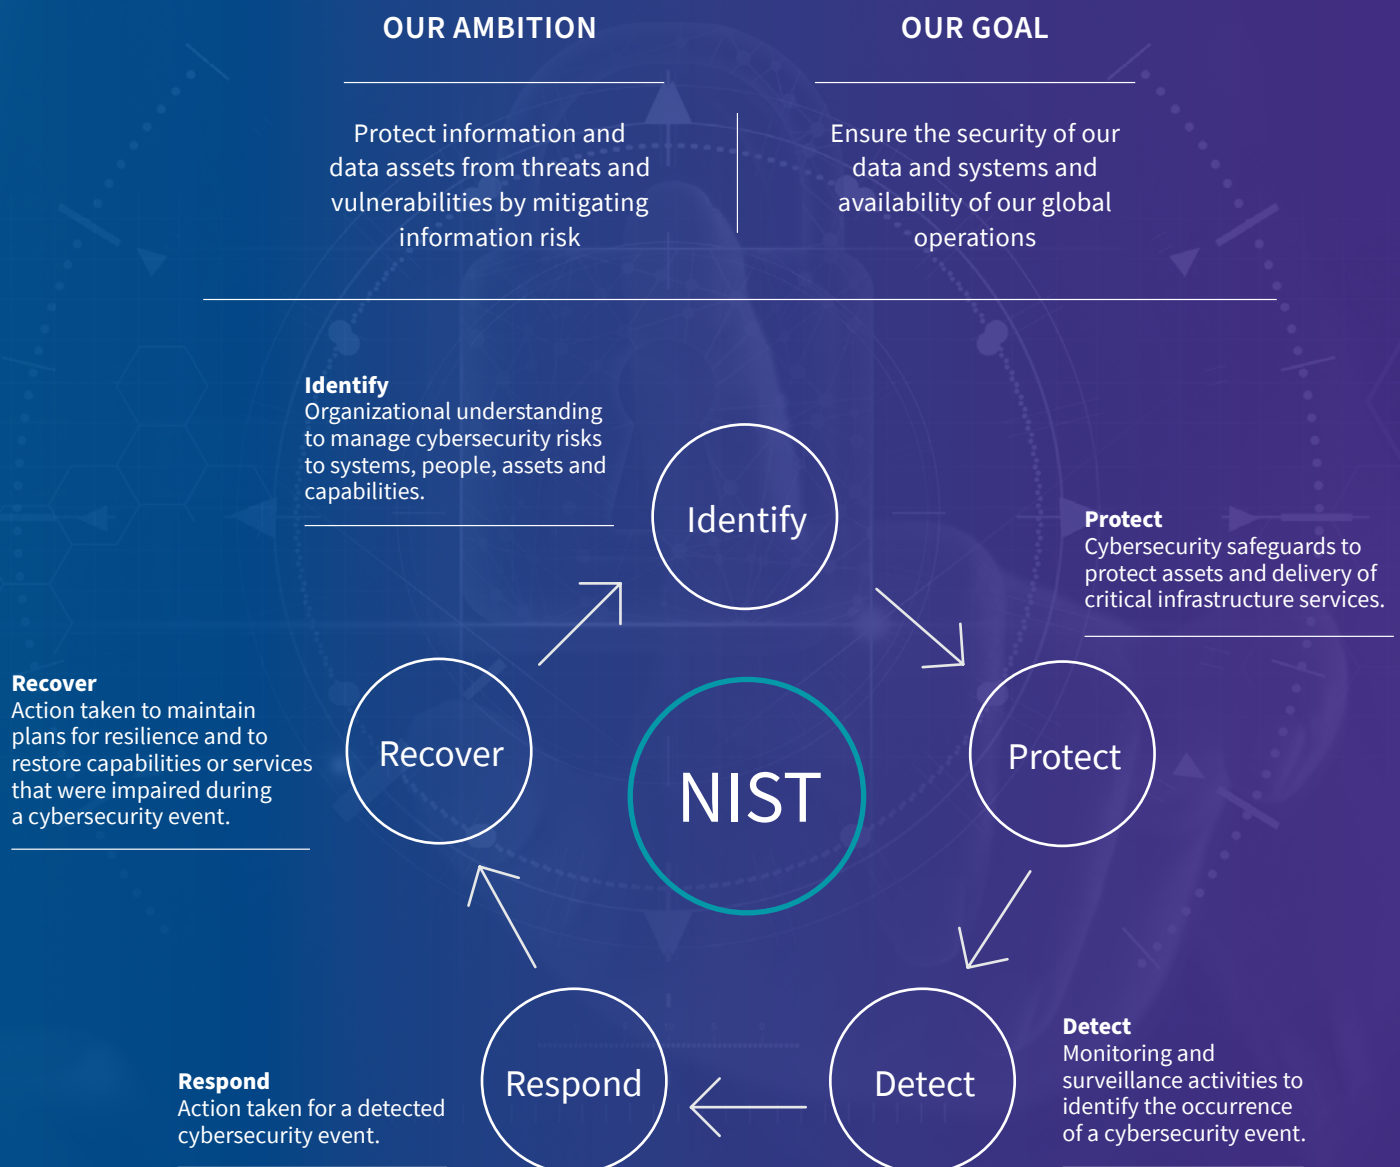 OUR AMBITION
Protect information and
data assets from threats and
vulnerabilities by mitigating
information risk
OUR GOAL
Ensure the security of our
data and systems and
availability of our global
operations
Identify
Organizational understanding
to manage cybersecurity risks
to systems, people, assets and
capabilities.
Identify
Protect
Cybersecurity safeguards to
protect assets and delivery of
critical infrastructure services.
Recover
Action taken to maintain
plans for resilience and to
restore capabilities or services
that were impaired during
a cybersecurity event.
Recover
NIST
Protect
Respond
Action taken for a detected
cybersecurity event.
Respond
Detect
Detect
Monitoring and
surveillance activities to
identify the occurrence
of a cybersecurity event.